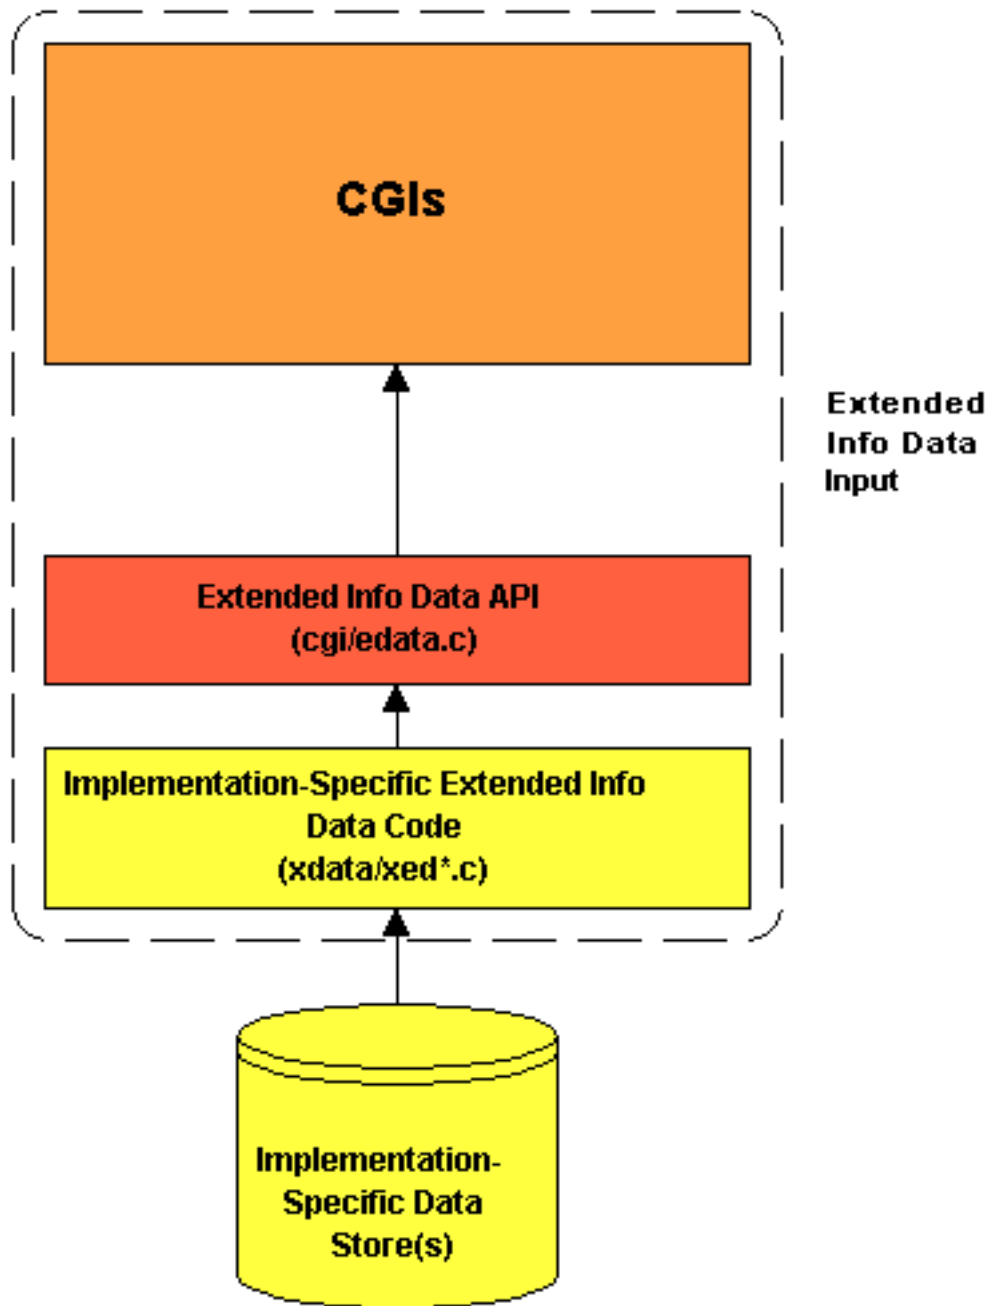 CGIs
Extended
Info Data
Input
Extended Info Data API
(cgi/edata.c)
Implementation-Specific Extended Info
Data Code
(xdata/xed*.c)
Implementation-
Specific Data
Store(s)